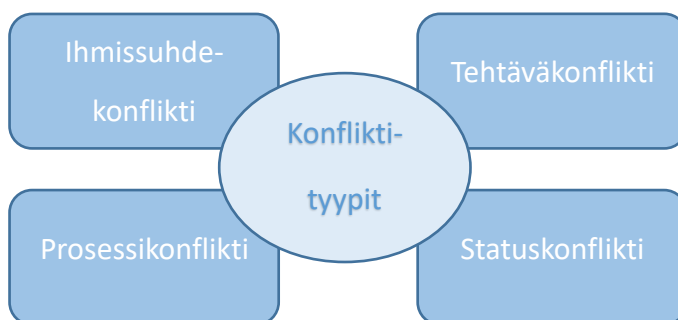 Ihmissuhde-
konflikti
Tehtäväkonflikti
Konflikti-
tyypit
Prosessikonflikti
Statuskonflikti